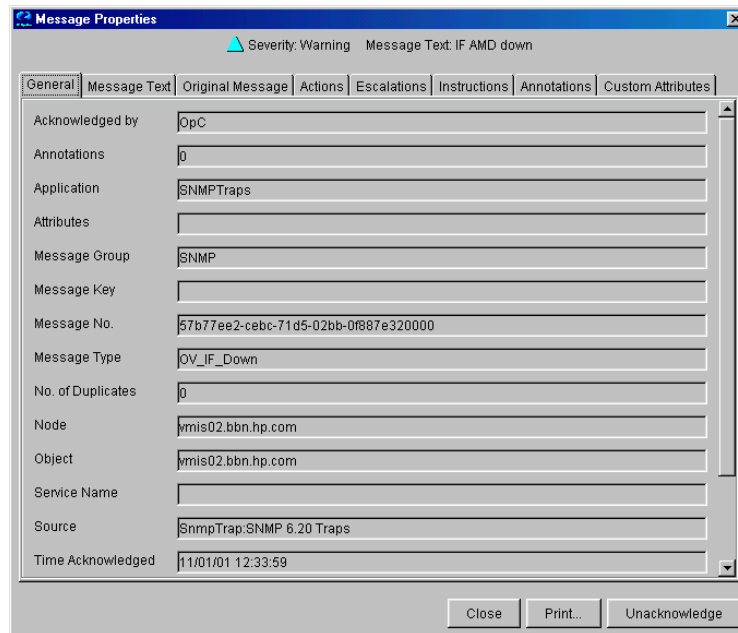 Message Properties
Severity: Warning Message Text: IF AMD down
General Message Text Original Message Actions Escalations Instructions Annotations Custom Attributes
Acknowledged by OpC
Annotations 0
Application SNMPTraps
Attributes
Message Group SNMP
Message Key
Message No. 57b77ee2-cebc-71d5-02bb-0f887e320000
Message Type OV_IF_Down
No. of Duplicates 0
Node vmis02.bbn.hp.com
Object vmis02.bbn.hp.com
Service Name
Source SnmpTrap:SNMP 6.20 Traps
Time Acknowledged 11/01/01 12:33:59
Close Print... Unacknowledge